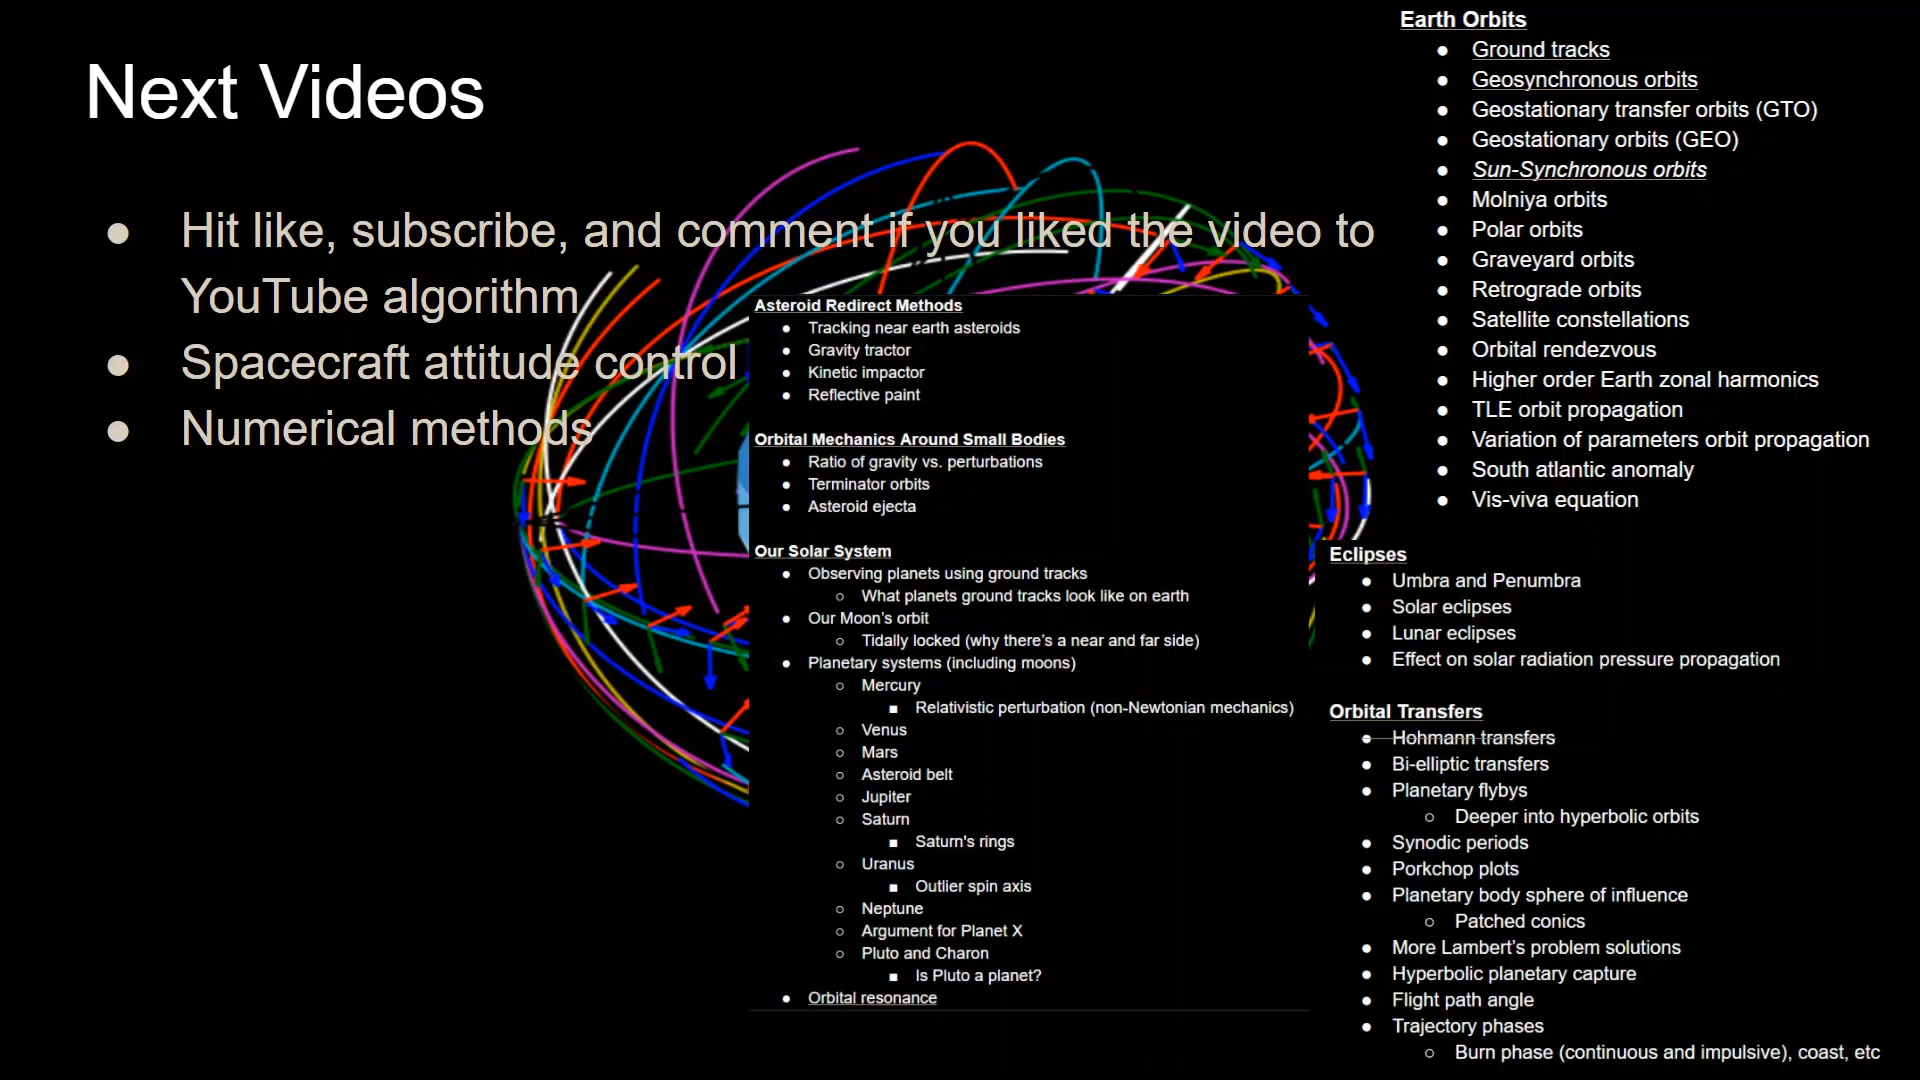 Next Videos
Hit like, subscribe, and comment if you liked the video to
YouTube algorithm
Spacecraft attitude control
Numerical methods
Asteroid Redirect Methods
Tracking near earth asteroids
Gravity tractor
Kinetic impactor
Reflective paint
Orbital Mechanics Around Small Bodies
Ratio of gravity vs. perturbations
Terminator orbits
Asteroid ejecta
Our Solar System
Observing planets using ground tracks
What planets ground tracks look like on earth
Our Moon's orbit
Tidally locked (why there's a near and far side)
Planetary systems (including moons)
Mercury
Relativistic perturbation (non-Newtonian mechanics)
Venus
Mars
Asteroid belt
Jupiter
Saturn
Saturn's rings
Uranus
Outlier spin axis
Neptune
Argument for Planet X
Pluto and Charon
Is Pluto a planet?
Orbital resonance
Earth Orbits
Ground tracks
Geosynchronous orbits
Geostationary transfer orbits (GTO)
Geostationary orbits (GEO)
Sun-Synchronous orbits
Molniya orbits
Polar orbits
Graveyard orbits
Retrograde orbits
Satellite constellations
Orbital rendezvous
Higher order Earth zonal harmonics
TLE orbit propagation
Variation of parameters orbit propagation
South atlantic anomaly
Vis-viva equation
Eclipses
Umbra and Penumbra
Solar eclipses
Lunar eclipses
Effect on solar radiation pressure propagation
Orbital Transfers
Hohmann transfers
Bi-elliptic transfers
Planetary flybys
Deeper into hyperbolic orbits
Synodic periods
Porkchop plots
Planetary body sphere of influence
Patched conics
More Lambert's problem solutions
Hyperbolic planetary capture
Flight path angle
Trajectory phases
Burn phase (continuous and impulsive), coast, etc